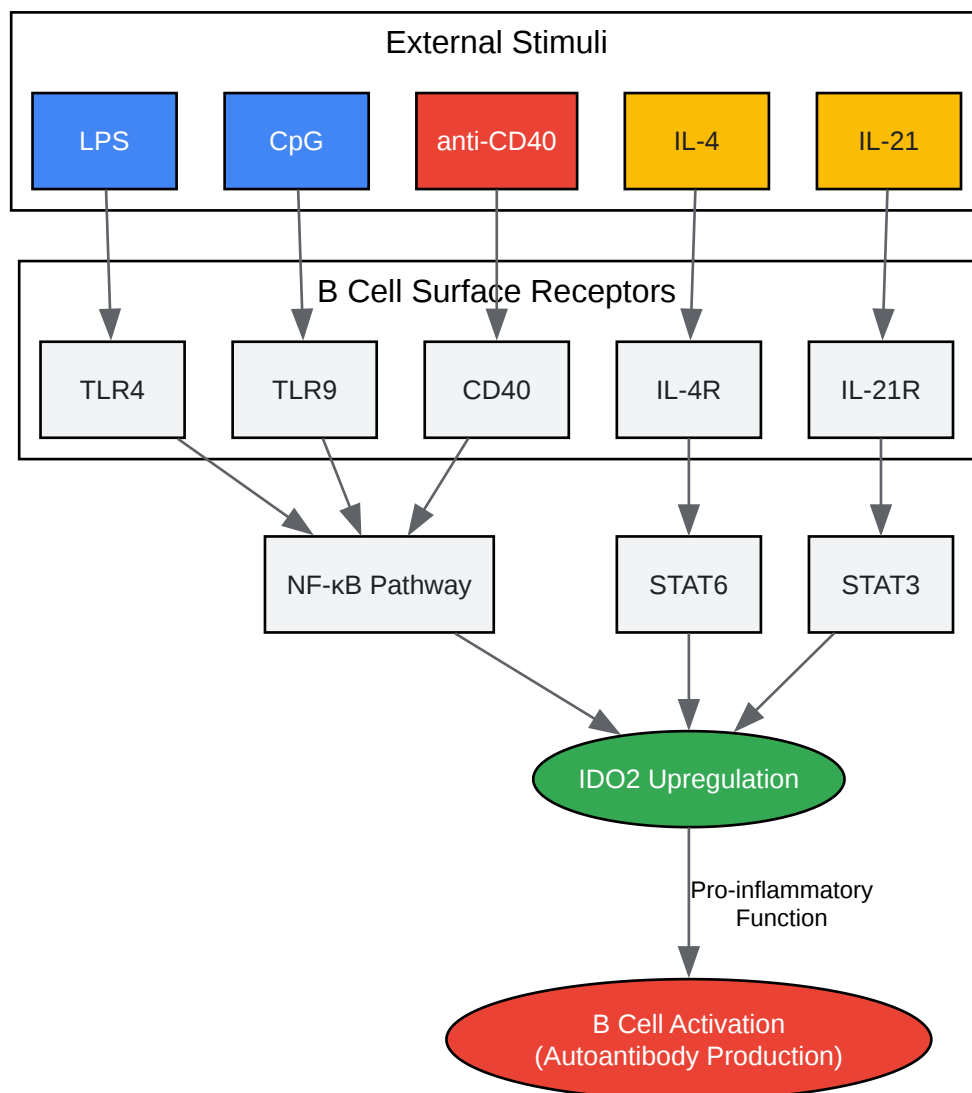 External Stimuli
LPS
CpG
anti-CD40
IL-4
IL-21
B Cell Surface Receptors
TLR4
TLR9
CD40
IL-4R
IL-21R
NF-κB Pathway
STAT6
STAT3
IDO2 Upregulation
Pro-inflammatory
Function
B Cell Activation
(Autoantibody Production)